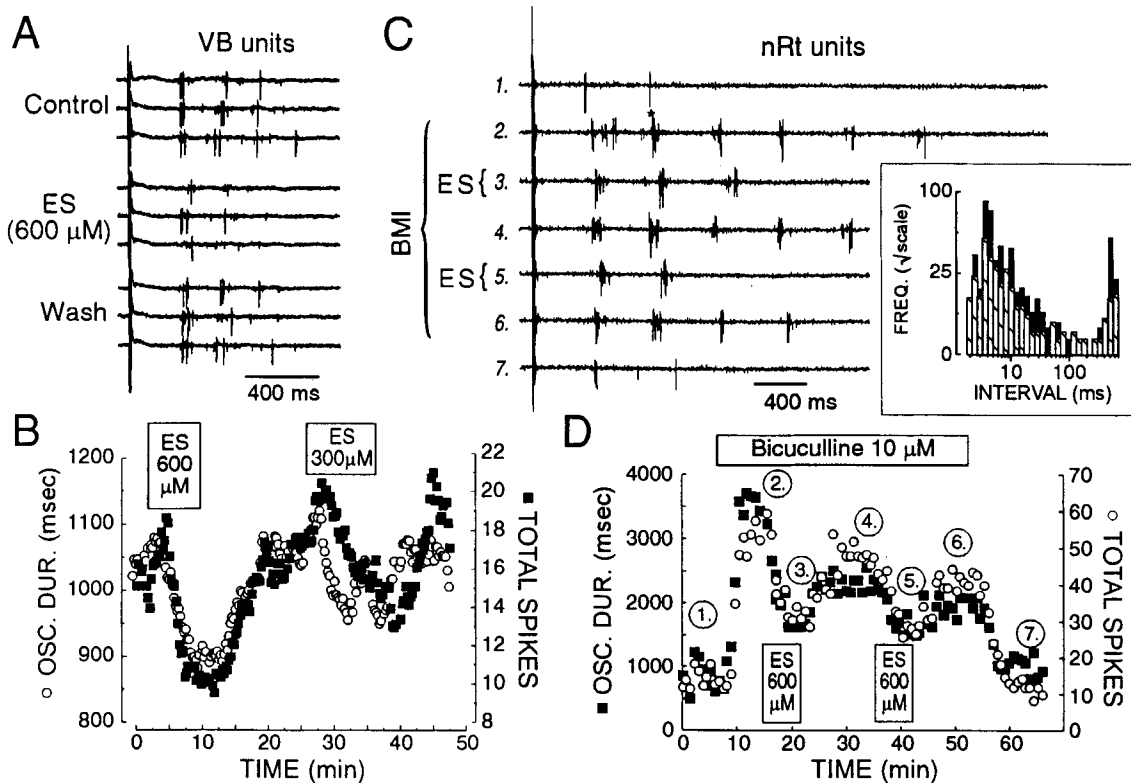 A
VB units
Control
ES
(600 μM)
Wash
400 ms
C
nRt units
1.
*
2.
ES{ 3.
BMI {
4.
ES{ 5.
6.
7.
400 ms
100
25
0
FREQ. (√scale)
10 100
INTERVAL (ms)
B
ES
600
μM
ES
300μM
1200
1100
1000
900
800
○ OSC. DUR. (msec)
22
20
18
16
14
12
10
8
■ TOTAL SPIKES
0 10 20 30 40 50
TIME (min)
D
Bicuculline 10 μM
4000
3000
2000
1000
0
■ OSC. DUR. (msec)
1.
2.
3.
4.
5.
6.
7.
ES
600
μM
ES
600
μM
70
60
50
40
30
20
10
0
○ TOTAL SPIKES
0 10 20 30 40 50 60
TIME (min)